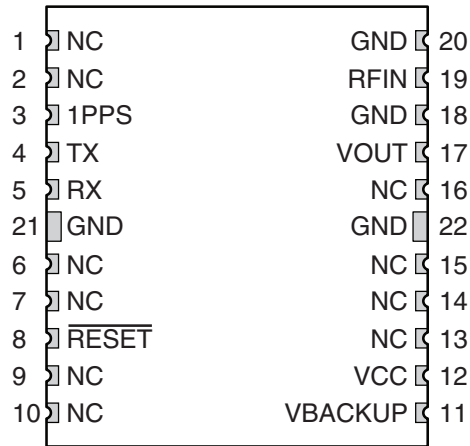 1 NC GND 20
2 NC RFIN 19
3 1PPS GND 18
4 TX VOUT 17
5 RX NC 16
21 GND GND 22
6 NC NC 15
7 NC NC 14
8 RESET NC 13
9 NC VCC 12
10 NC VBACKUP 11